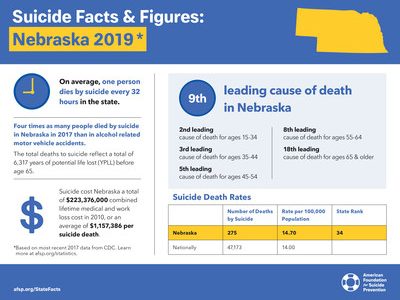 Suicide Facts & Figures:
Nebraska 2019*
On average, one person
dies by suicide every 32
hours in the state.
Four times as many people died by suicide
in Nebraska in 2017 than in alcohol related
motor vehicle accidents.
The total deaths to suicide reflect a total of
6,317 years of potential life lost (YPLL) before
age 65.
$
Suicide cost Nebraska a total
of $223,376,000 combined
lifetime medical and work
loss cost in 2010, or an
average of $1,157,386 per
suicide death.
*Based on most recent 2017 data from CDC. Learn
more at afsp.org/statistics.
9th
leading cause of death
in Nebraska
2nd leading
cause of death for ages 15-34
3rd leading
cause of death for ages 35-44
5th leading
cause of death for ages 45-54
8th leading
cause of death for ages 55-64
18th leading
cause of death for age 65 & older
Suicide Death Rates
Number of Deaths
by Suicide
Rate per 100,000
Population
State Rank
Nebraska 275 14.70 34
Nationally 47,173 14.00
afsp.org/StateFacts
American
Foundation
for Suicide
Prevention